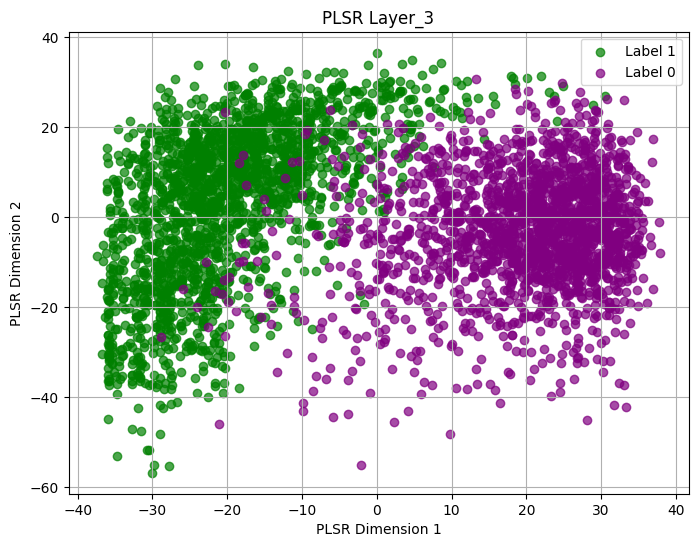 PLSR Layer_3
Label 1
Label 0
40
20
0
−20
−40
−60
PLSR Dimension 2
−40 −30 −20 −10 0 10 20 30 40
PLSR Dimension 1